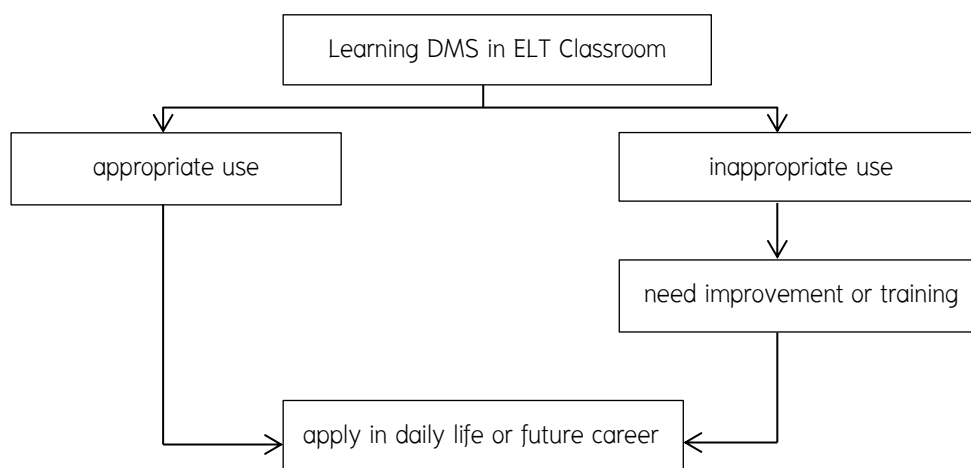 Learning DMS in ELT Classroom
appropriate use
inappropriate use
need improvement or training
apply in daily life or future career